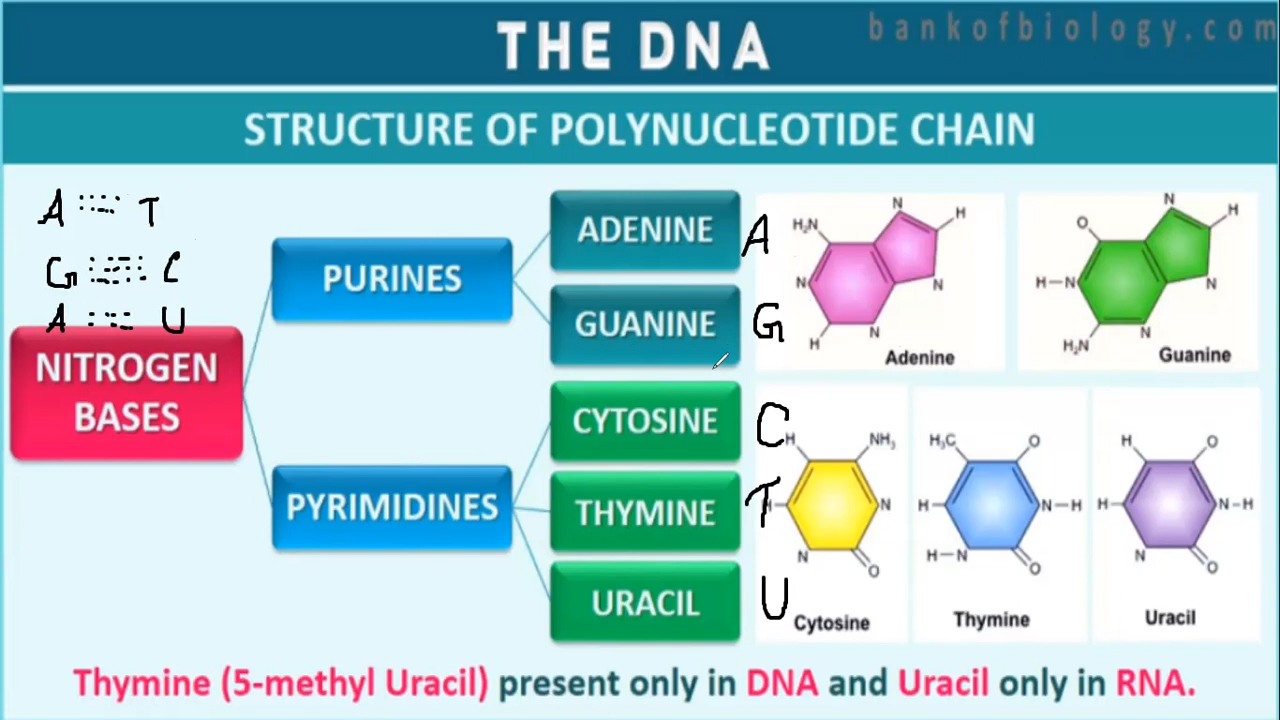 bankofbiology.com
THE DNA
STRUCTURE OF POLYNUCLEOTIDE CHAIN
A T
G C
A U
NITROGEN
BASES
PURINES
PYRIMIDINES
ADENINE
GUANINE
CYTOSINE
THYMINE
URACIL
A
G
C
T
U
N
H
H₂N
N
N
H
N
Adenine
N
H
O
H–N
N
H₂N
N
Guanine
H
NH₂
H
N
N
O
Cytosine
H₃C
O
H
N–H
H–N
O
Thymine
H
O
H
N–H
N
O
Uracil
Thymine (5-methyl Uracil) present only in DNA and Uracil only in RNA.